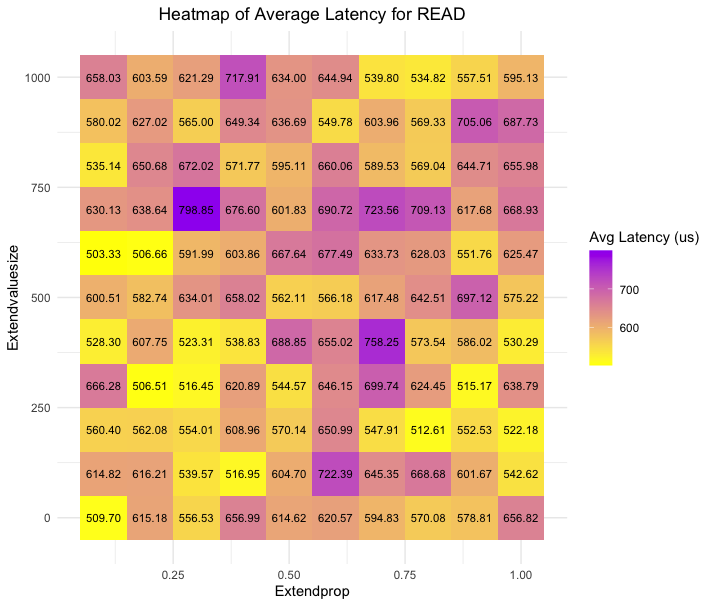 Heatmap of Average Latency for READ
Extendvaluesize
1000
750
500
250
0
658.03 603.59 621.29 717.91 634.00 644.94 539.80 534.82 557.51 595.13
580.02 627.02 565.00 649.34 636.69 549.78 603.96 569.33 705.06 687.73
535.14 650.68 672.02 571.77 595.11 660.06 589.53 569.04 644.71 655.98
630.13 638.64 798.85 676.60 601.83 690.72 723.56 709.13 617.68 668.93
503.33 506.66 591.99 603.86 667.64 677.49 633.73 628.03 551.76 625.47
600.51 582.74 634.01 658.02 562.11 566.18 617.48 642.51 697.12 575.22
528.30 607.75 523.31 538.83 688.85 655.02 758.25 573.54 586.02 530.29
666.28 506.51 516.45 620.89 544.57 646.15 699.74 624.45 515.17 638.79
560.40 562.08 554.01 608.96 570.14 650.99 547.91 512.61 552.53 522.18
614.82 616.21 539.57 516.95 604.70 722.39 645.35 668.68 601.67 542.62
509.70 615.18 556.53 656.99 614.62 620.57 594.83 570.08 578.81 656.82
0.25 0.50 0.75 1.00
Extendprop
Avg Latency (us)
700
600